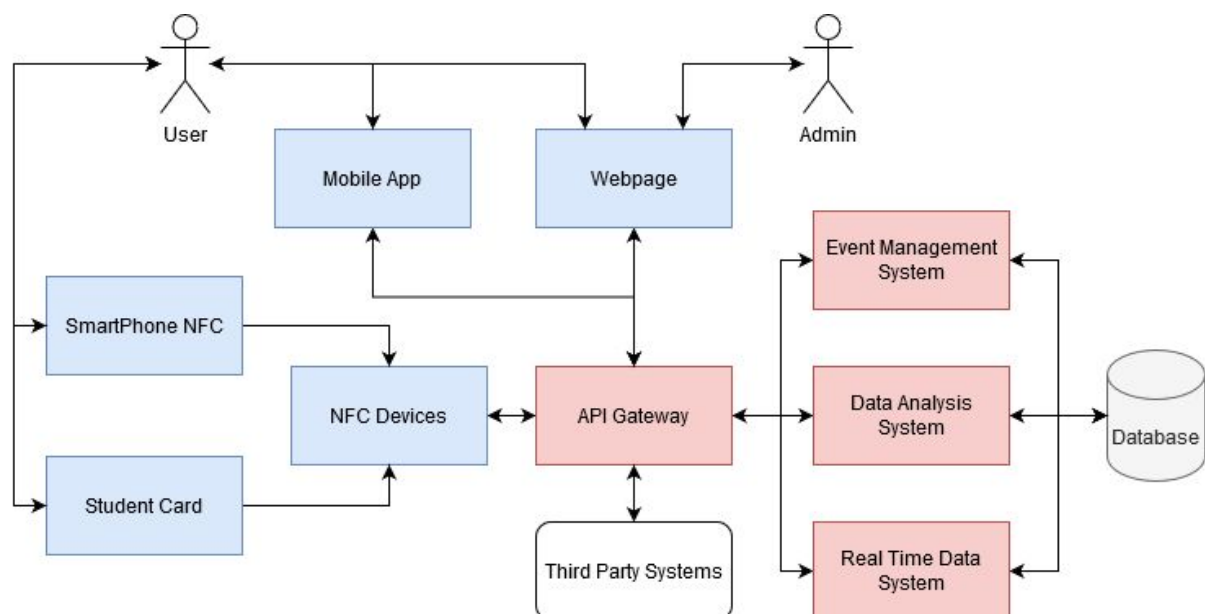 User
Admin
Mobile App
Webpage
Event Management
System
SmartPhone NFC
NFC Devices
API Gateway
Data Analysis
System
Database
Student Card
Third Party Systems
Real Time Data
System